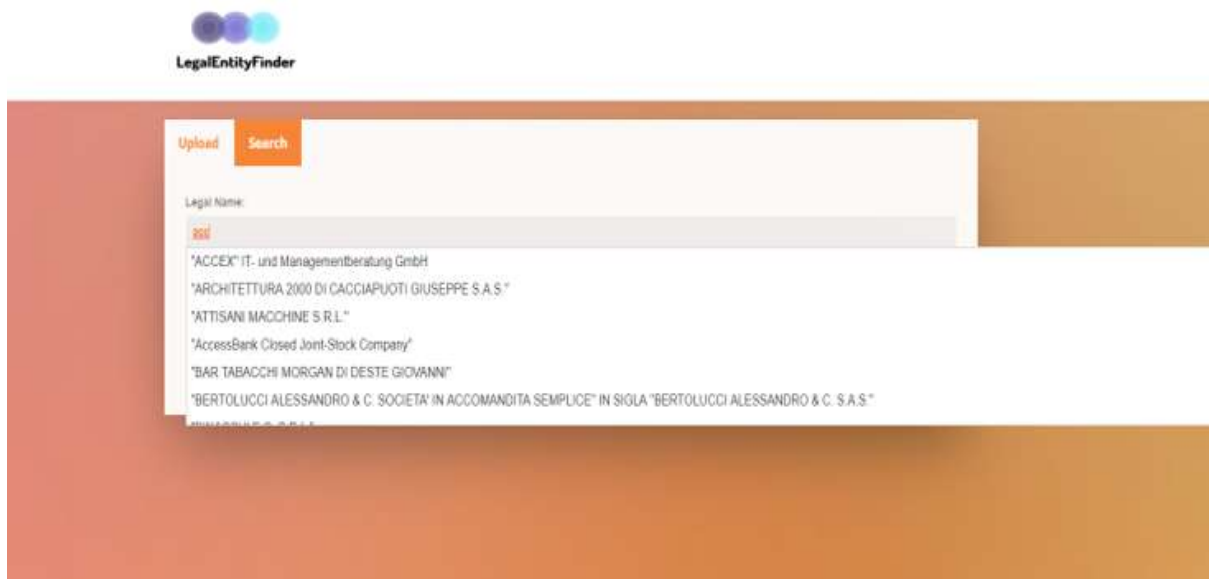 LegalEntityFinder
Upload
Search
Legal Name:
"ACCEX" IT- und Managementberatung GmbH
"ARCHITETTURA 2000 DI CACCIAPUOTI GIUSEPPE S.A.S."
"ATTISANI MACCHINE S.R.L."
"AccessBank Closed Joint-Stock Company"
"BAR TABACCHI MORGAN DI DESTE GIOVANNI"
"BERTOLUCCI ALESSANDRO & C. SOCIETA' IN ACCOMANDITA SEMPLICE" IN SIGLA "BERTOLUCCI ALESSANDRO & C. S.A.S."